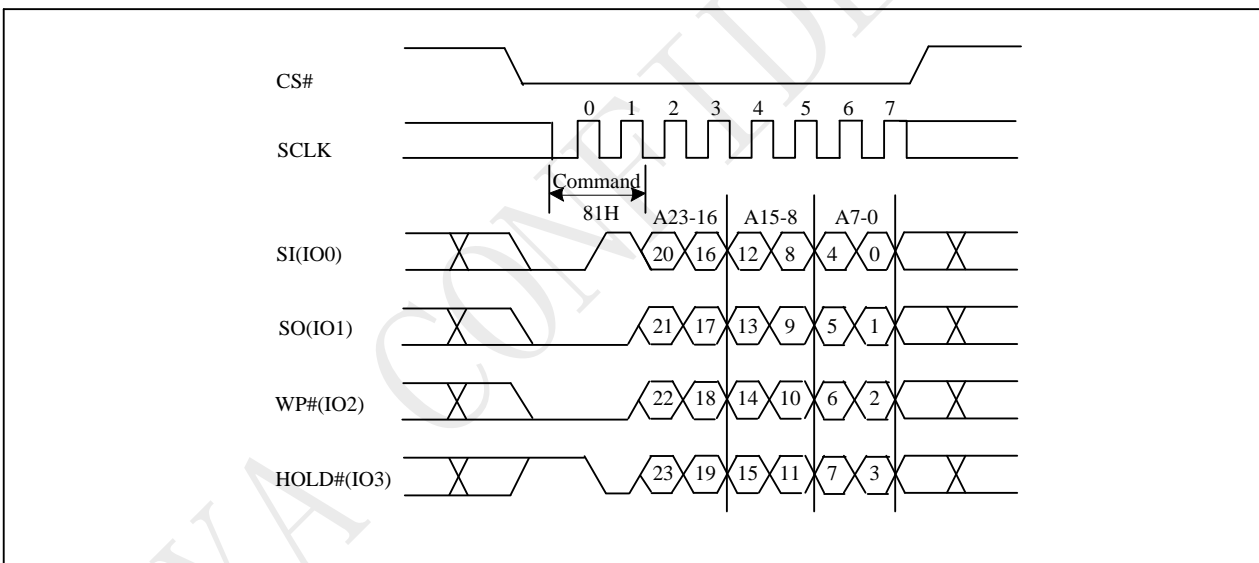 CS#
0 1 2 3 4 5 6 7
SCLK
Command
81H A23-16 A15-8 A7-0
SI(IO0) 20 16 12 8 4 0
SO(IO1) 21 17 13 9 5 1
WP#(IO2) 22 18 14 10 6 2
HOLD#(IO3) 23 19 15 11 7 3